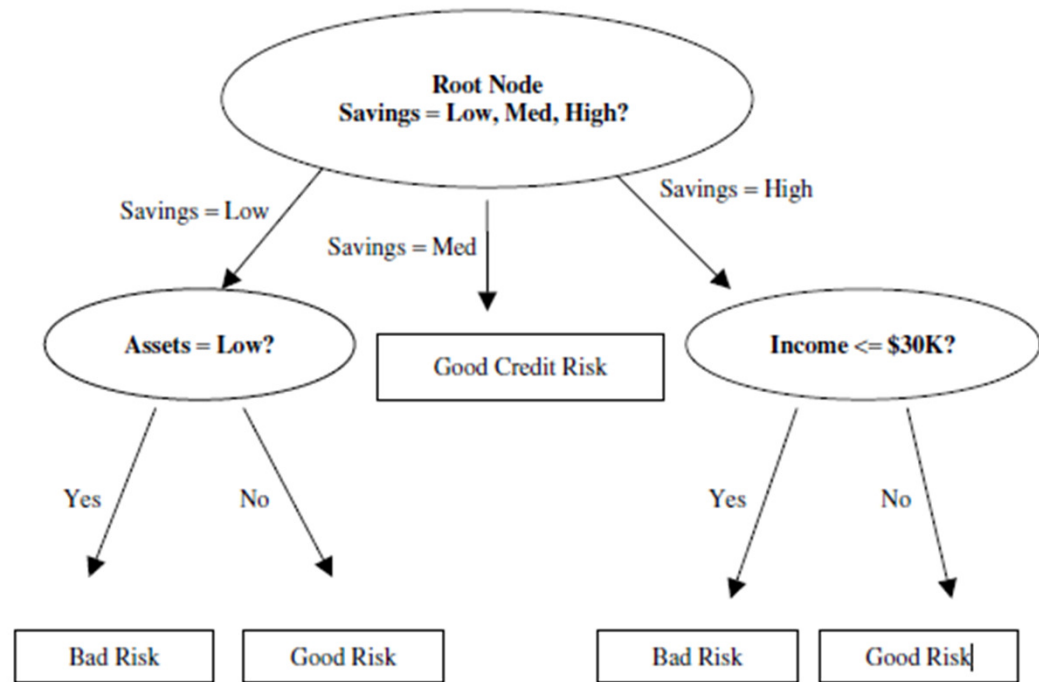 Root Node
Savings = Low, Med, High?
Savings = Low
Savings = Med
Savings = High
Assets = Low?
Good Credit Risk
Income <= $30K?
Yes
No
Yes
No
Bad Risk
Good Risk
Bad Risk
Good Risk